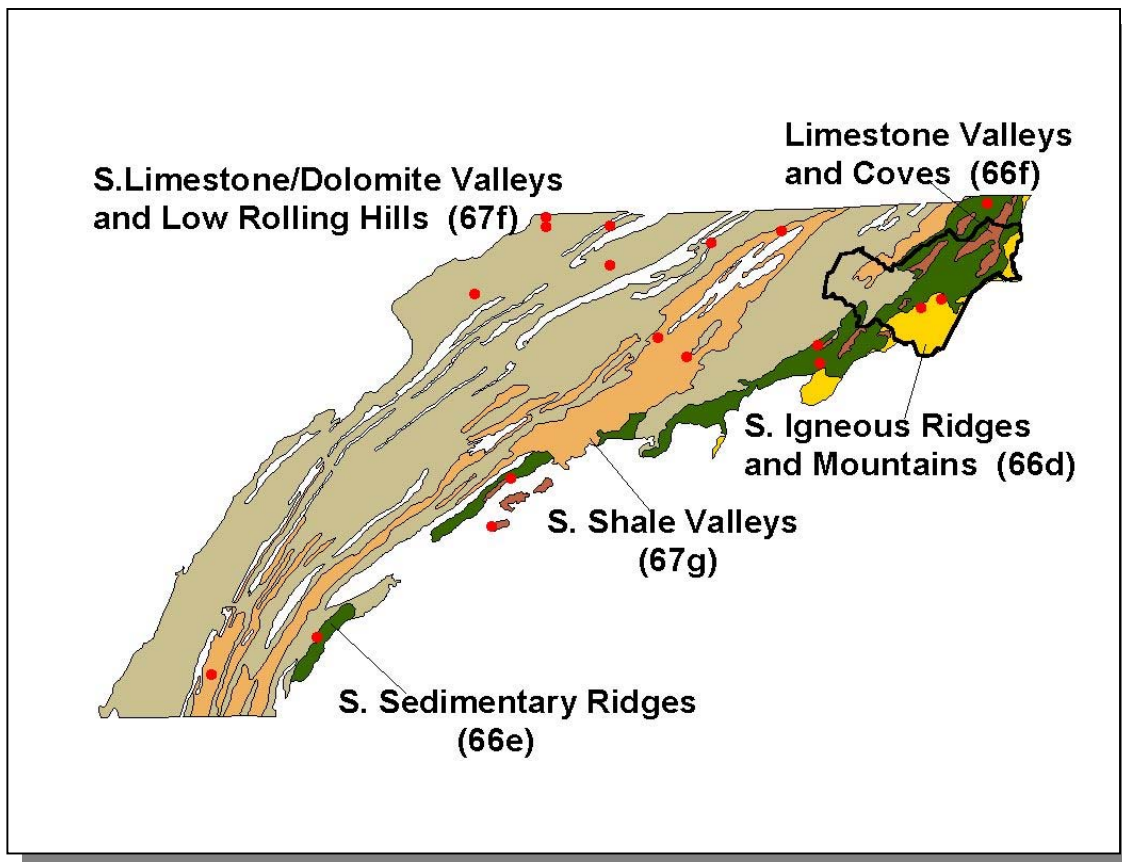 Limestone Valleys
and Coves (66f)
S.Limestone/Dolomite Valleys
and Low Rolling Hills (67f)
S. Igneous Ridges
and Mountains (66d)
S. Shale Valleys
(67g)
S. Sedimentary Ridges
(66e)